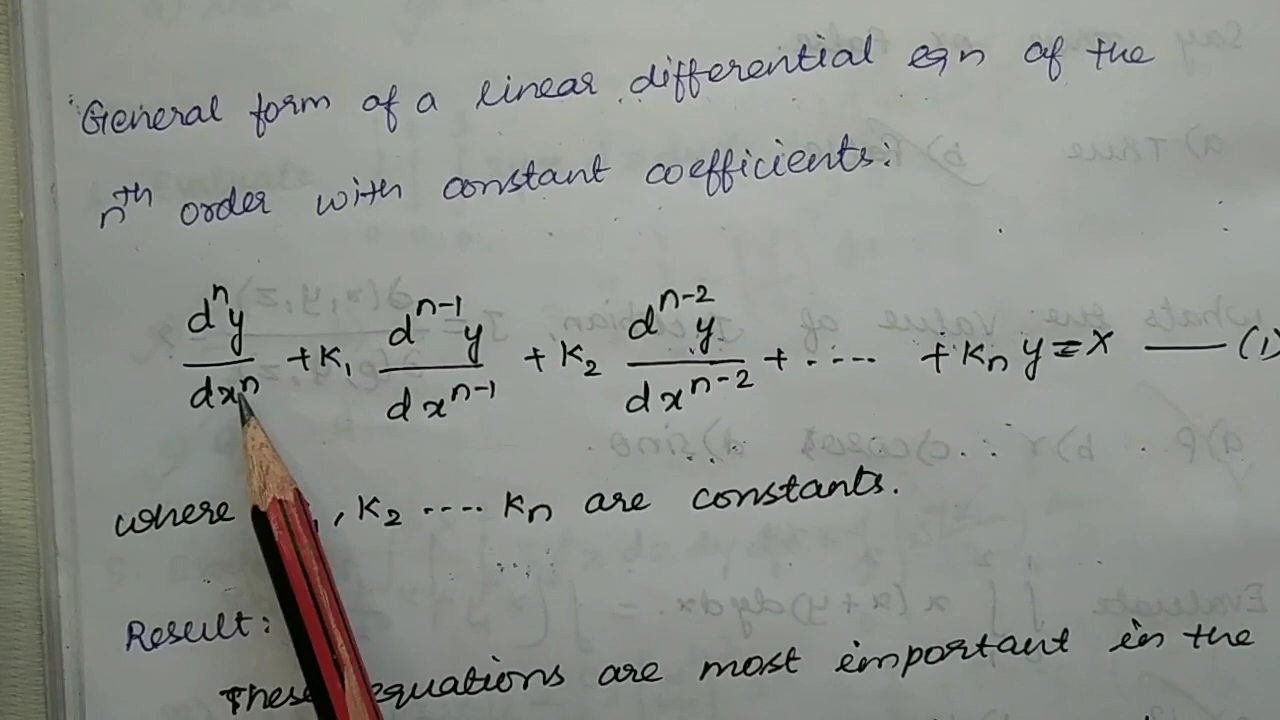 General form of a linear differential eqn of the
nth order with constant coefficients:
dⁿy/dxⁿ + K₁ dⁿ⁻¹y/dxⁿ⁻¹ + K₂ dⁿ⁻²y/dxⁿ⁻² + .... + Kₙ y = X —— (1)
where , K₂ .... Kₙ are constants.
Result:
These equations are most important in the